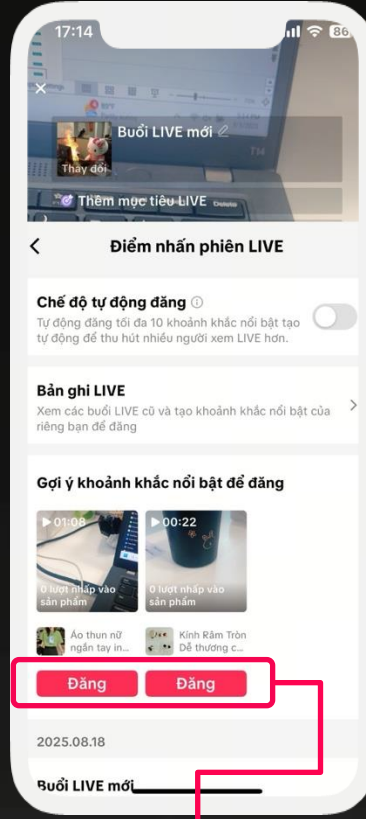 17:14
86
Buổi LIVE mới
Thay đổi
Thêm mục tiêu LIVE
Điểm nhấn phiên LIVE
Chế độ tự động đăng
Tự động đăng tối đa 10 khoảnh khắc nổi bật tạo
tự động để thu hút nhiều người xem LIVE hơn.
Bản ghi LIVE
Xem các buổi LIVE cũ và tạo khoảnh khắc nổi bật của
riêng bạn để đăng
Gợi ý khoảnh khắc nổi bật để đăng
01:08
00:22
0 lượt nhấp vào
sản phẩm
0 lượt nhấp vào
sản phẩm
Áo thun nữ
ngắn tay in...
Kính Râm Tròn
Dễ thương c...
Đăng
Đăng
2025.08.18
Buổi LIVE mới